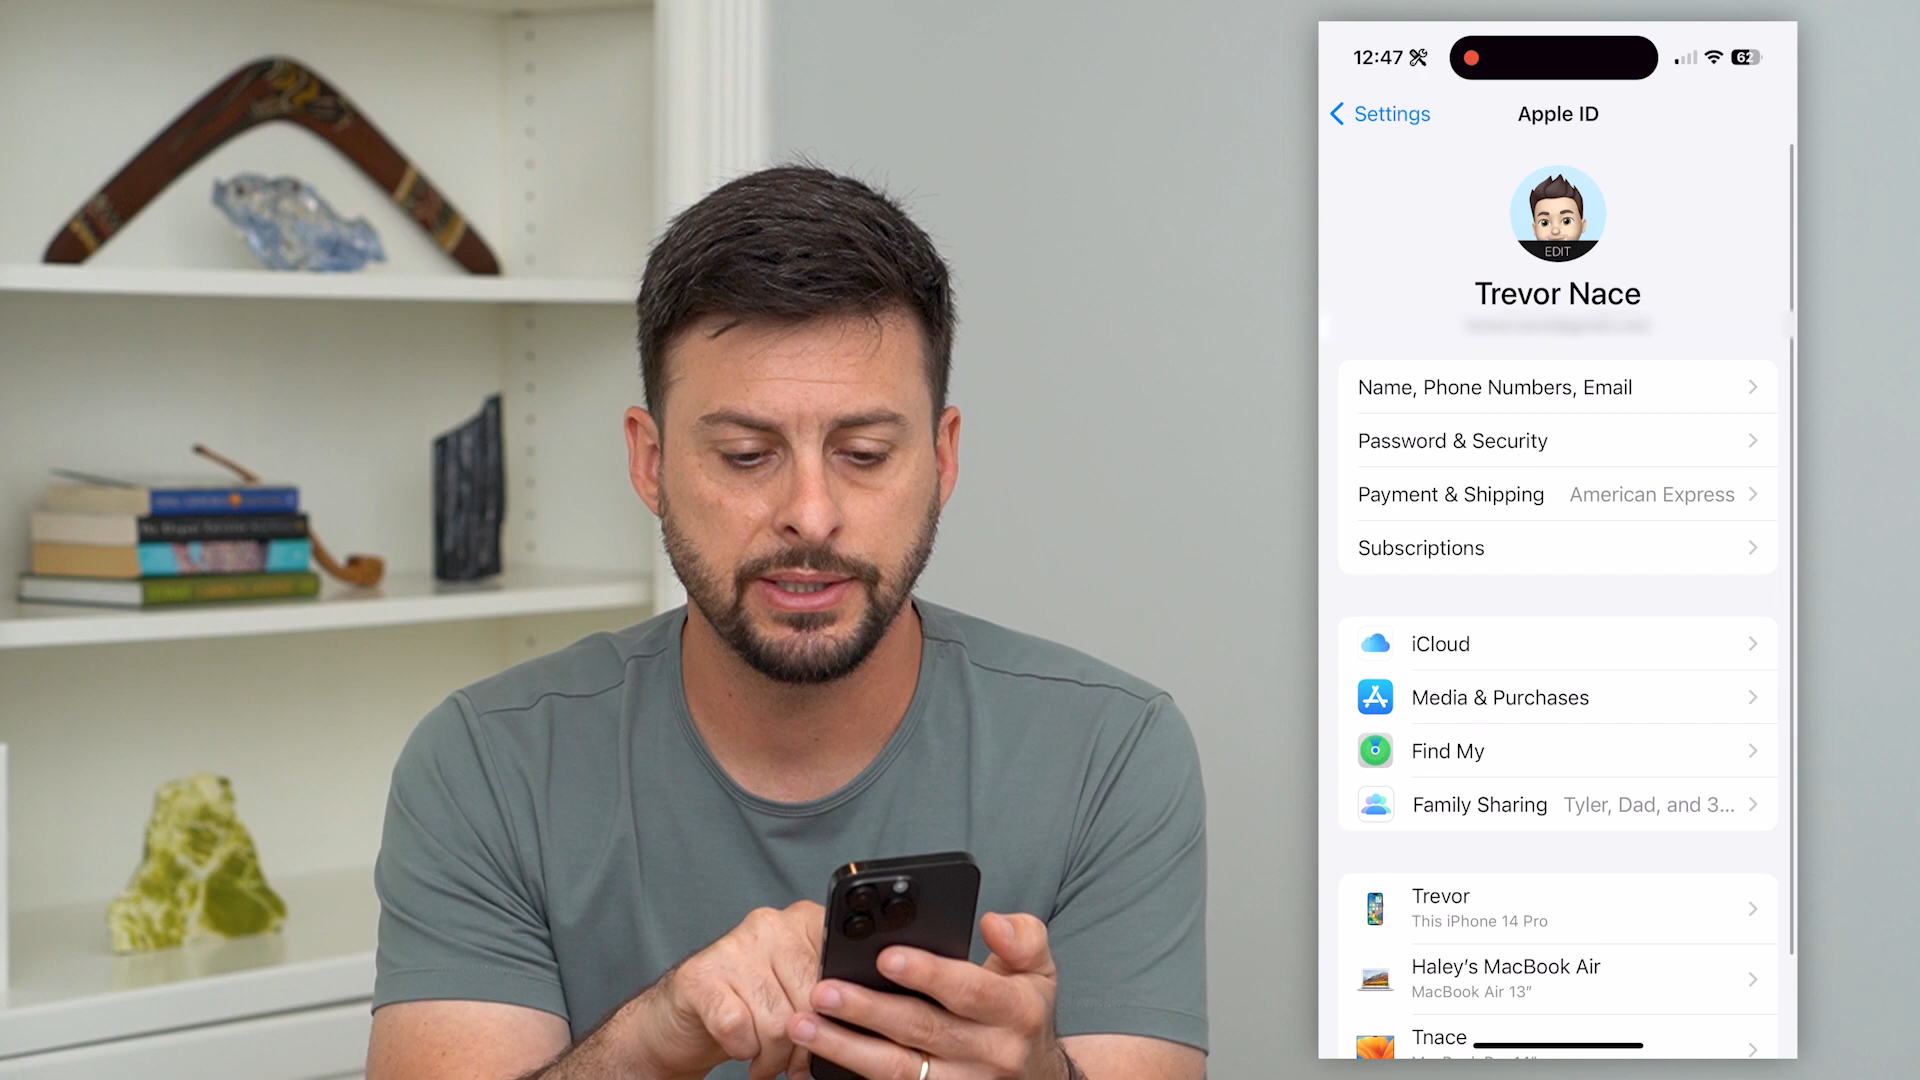 12:47
62
Settings
Apple ID
EDIT
Trevor Nace
Name, Phone Numbers, Email
Password & Security
Payment & Shipping American Express
Subscriptions
iCloud
Media & Purchases
Find My
Family Sharing Tyler, Dad, and 3...
Trevor
This iPhone 14 Pro
Haley's MacBook Air
MacBook Air 13"
Tnace